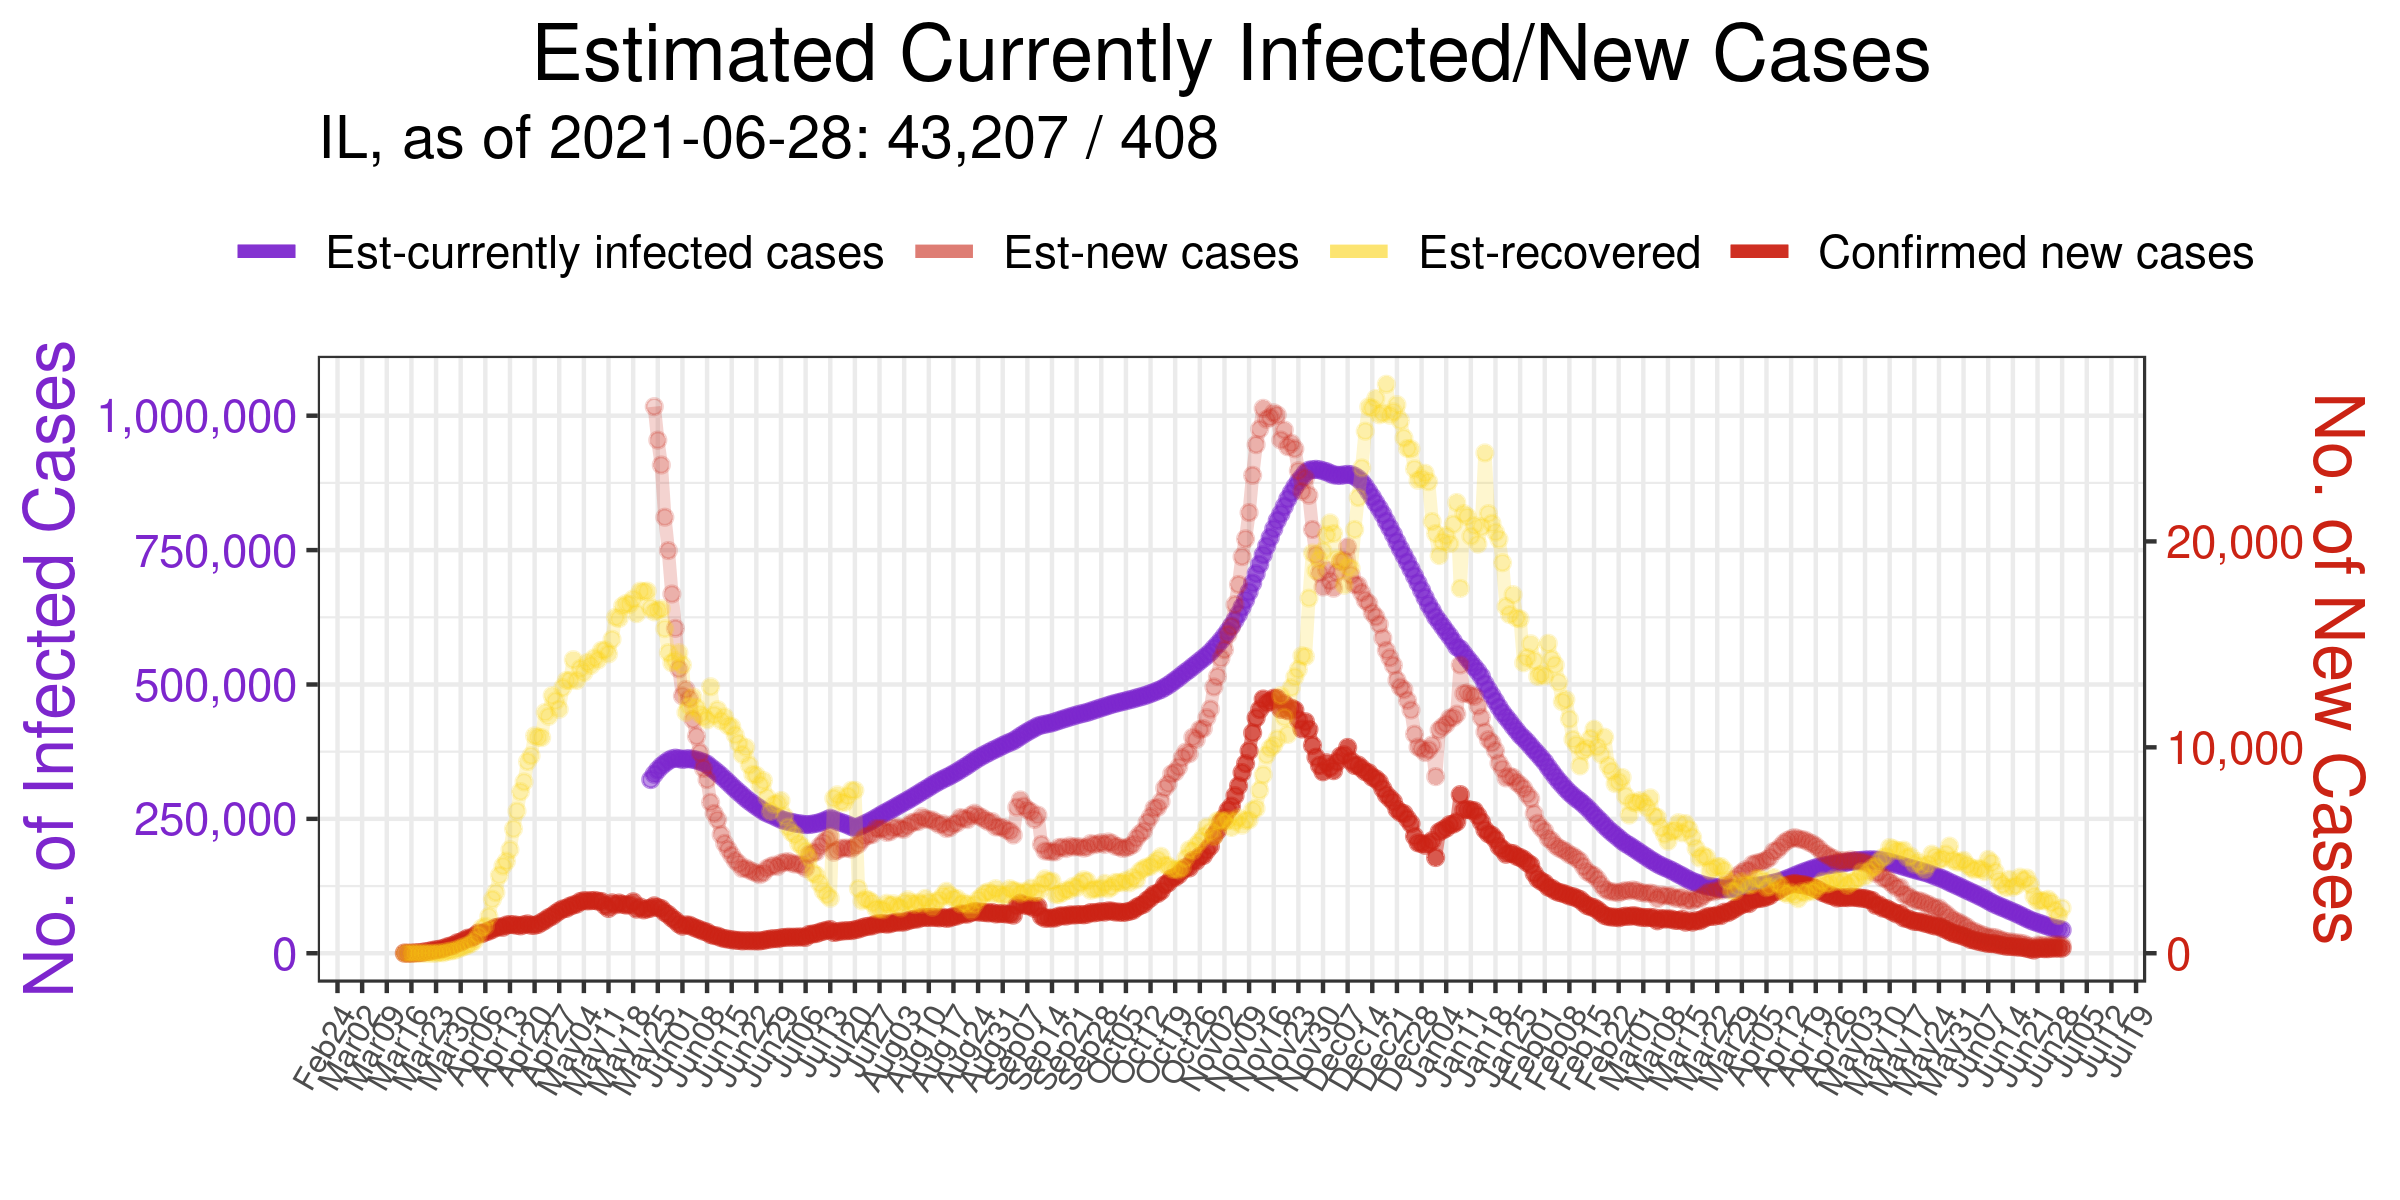 Estimated Currently Infected/New Cases
IL, as of 2021-06-28: 43,207 / 408
Est-currently infected cases
Est-new cases
Est-recovered
Confirmed new cases
No. of Infected Cases
1,000,000
750,000
500,000
250,000
0
20,000
10,000
0
No. of New Cases
Feb24
Mar02
Mar09
Mar16
Mar23
Mar30
Apr06
Apr13
Apr20
Apr27
May04
May11
May18
May25
Jun01
Jun08
Jun15
Jun22
Jun29
Jul06
Jul13
Jul20
Jul27
Aug03
Aug10
Aug17
Aug24
Aug31
Sep07
Sep14
Sep21
Sep28
Oct05
Oct12
Oct19
Oct26
Nov02
Nov09
Nov16
Nov23
Nov30
Dec07
Dec14
Dec21
Dec28
Jan04
Jan11
Jan18
Jan25
Feb01
Feb08
Feb15
Feb22
Mar01
Mar08
Mar15
Mar22
Mar29
Apr05
Apr12
Apr19
Apr26
May03
May10
May17
May24
May31
Jun07
Jun14
Jun21
Jun28
Jul05
Jul12
Jul19